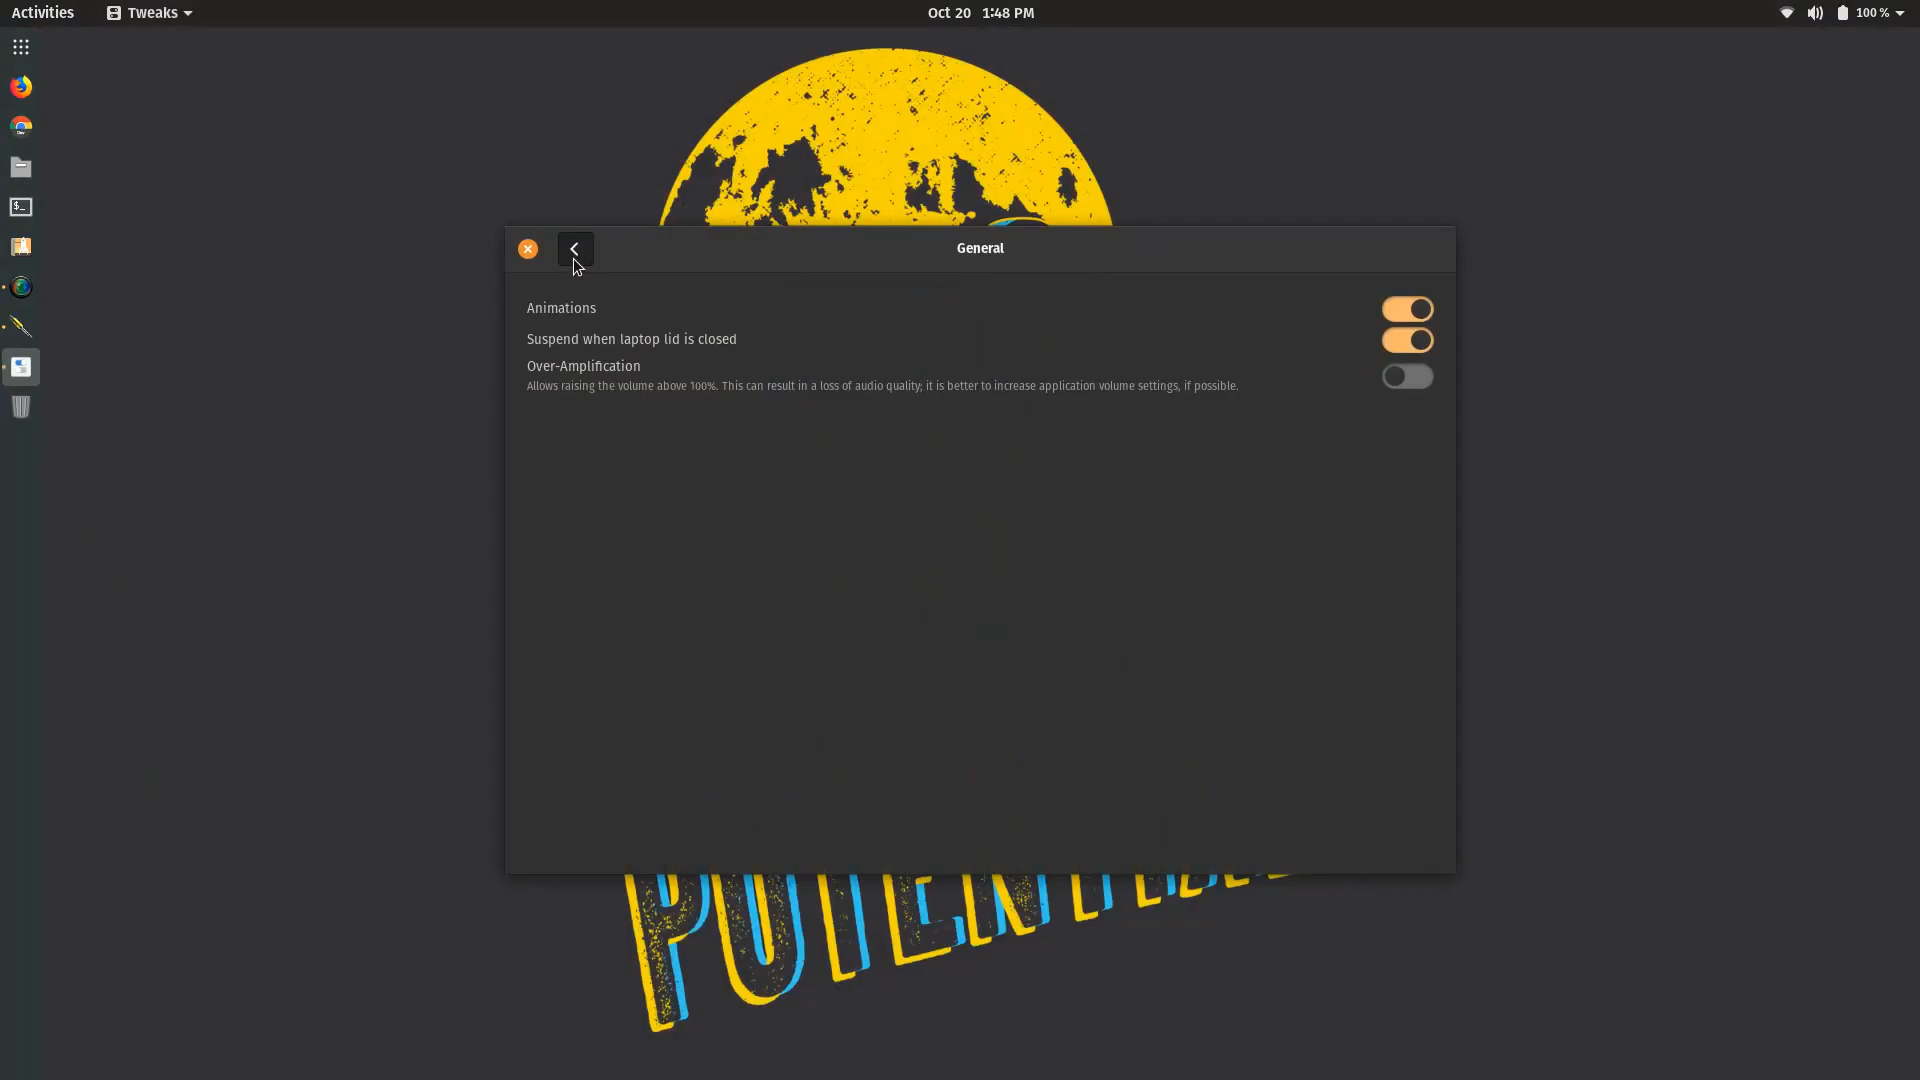 Activities Tweaks Oct 20 1:48 PM 100 %
General
Animations
Suspend when laptop lid is closed
Over-Amplification
Allows raising the volume above 100%. This can result in a loss of audio quality; it is better to increase application volume settings, if possible.